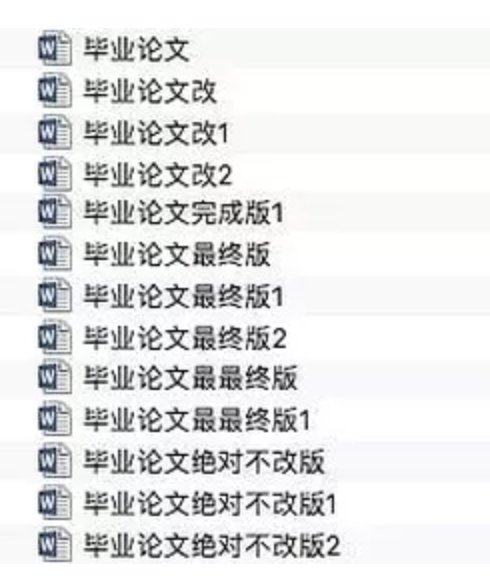 毕业论文
毕业论文改
毕业论文改1
毕业论文改2
毕业论文完成版1
毕业论文最终版
毕业论文最终版1
毕业论文最终版2
毕业论文最最终版
毕业论文最最终版1
毕业论文绝对不改版
毕业论文绝对不改版1
毕业论文绝对不改版2